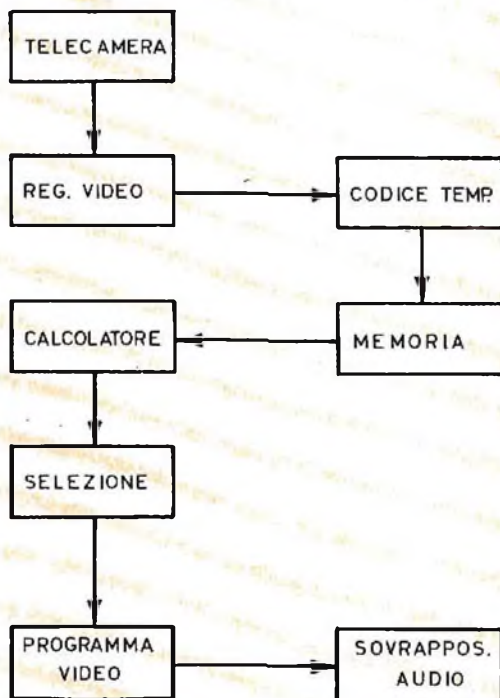 TELECAMERA
REG. VIDEO
CODICE TEMP.
CALCOLATORE
MEMORIA
SELEZIONE
PROGRAMMA
VIDEO
SOVRAPPOS.
AUDIO